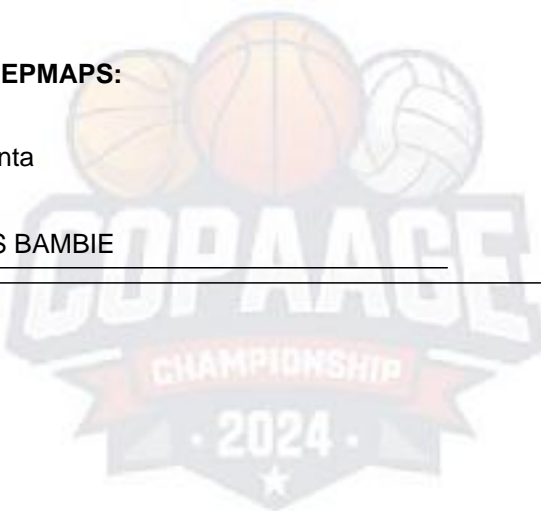 EPMAPS:
nta
S BAMBIE
COPAAGE
CHAMPIONSHIP
· 2024 ·